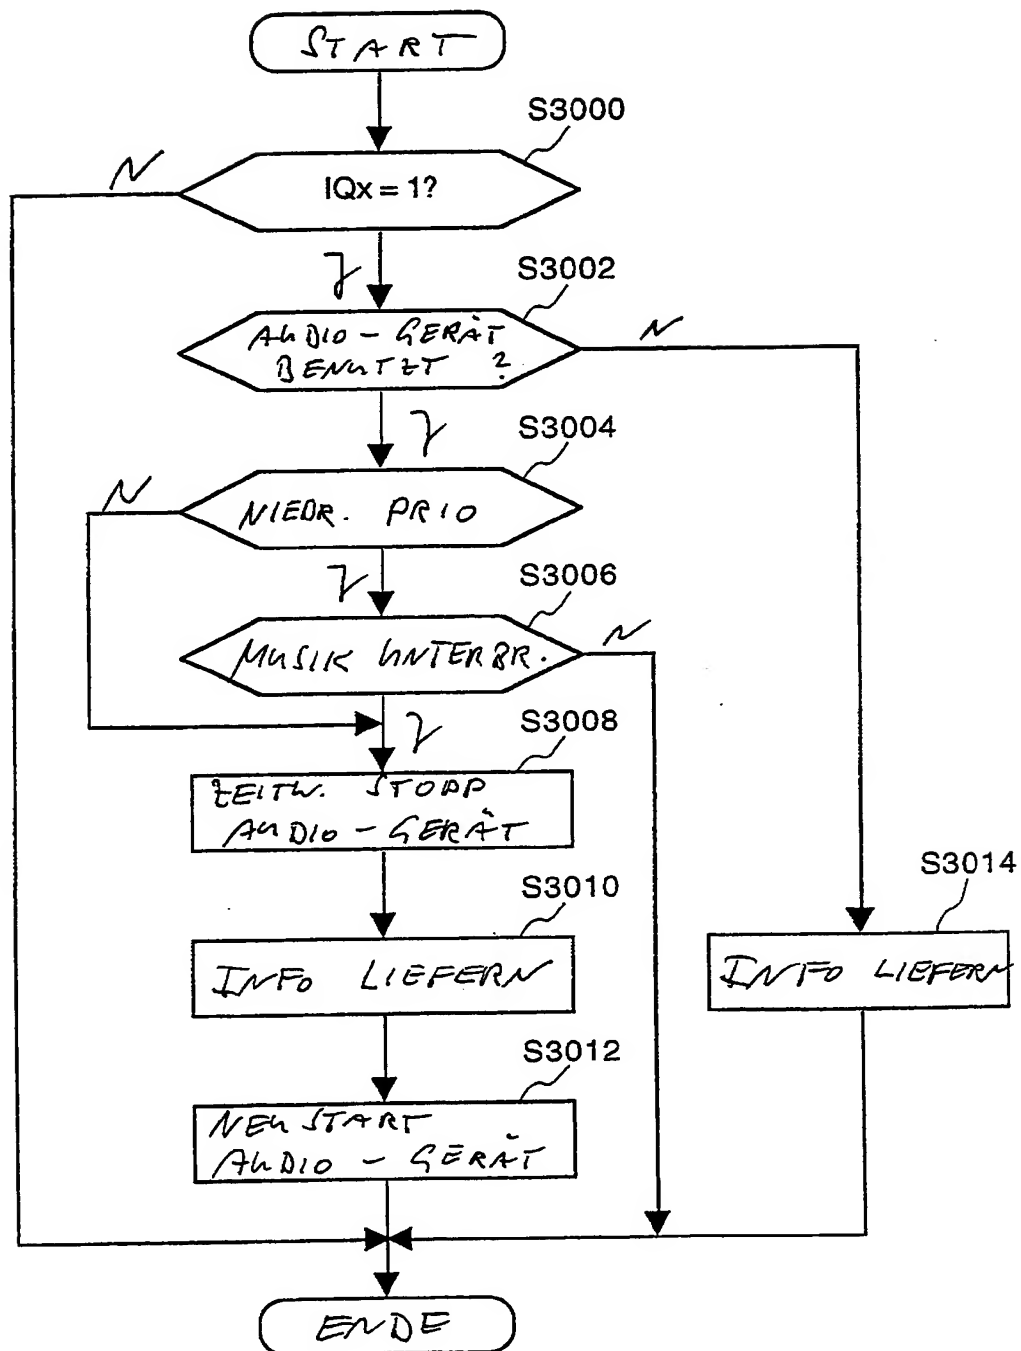 START
S3000
N
IQx = 1?
J
S3002
AUDIO - GERÄT
BENUTZT ?
N
J
S3004
N
NIEDR. PRIO
J
S3006
MUSIK UNTERBR.
N
J
S3008
ZEITW. STOPP
AUDIO - GERÄT
S3010
INFO LIEFERN
S3014
INFO LIEFERN
S3012
NEUSTART
AUDIO - GERÄT
ENDE